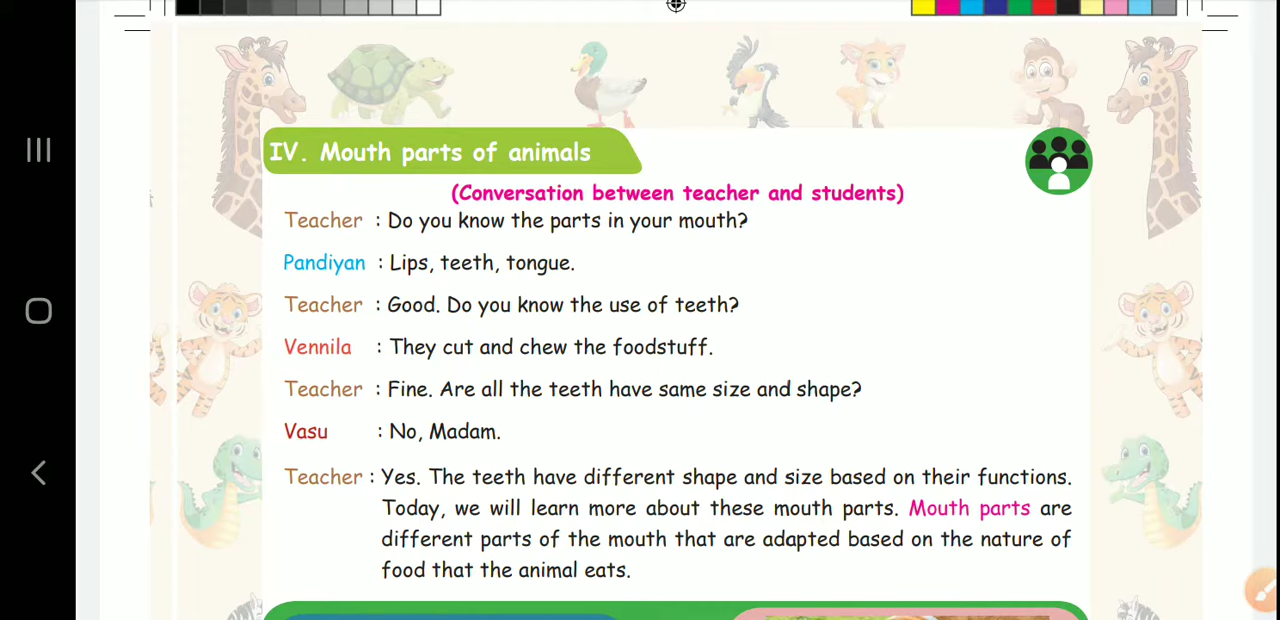 IV. Mouth parts of animals
(Conversation between teacher and students)
Teacher : Do you know the parts in your mouth?
Pandiyan : Lips, teeth, tongue.
Teacher : Good. Do you know the use of teeth?
Vennila : They cut and chew the foodstuff.
Teacher : Fine. Are all the teeth have same size and shape?
Vasu : No, Madam.
Teacher : Yes. The teeth have different shape and size based on their functions.
Today, we will learn more about these mouth parts. Mouth parts are
different parts of the mouth that are adapted based on the nature of
food that the animal eats.